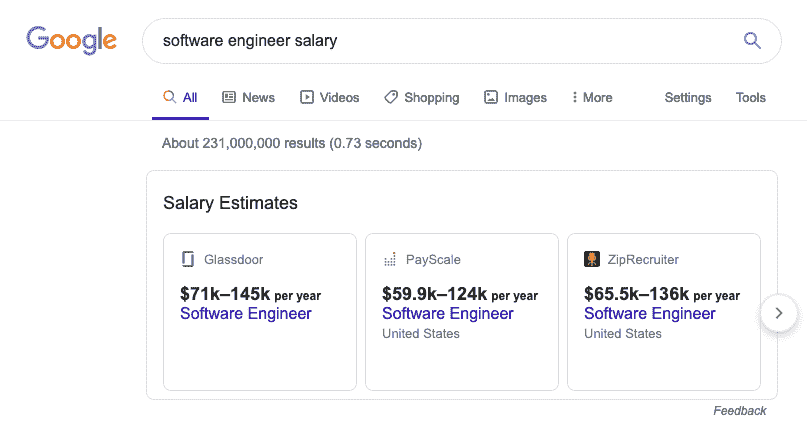 Google
software engineer salary
All News Videos Shopping Images More Settings Tools
About 231,000,000 results (0.73 seconds)
Salary Estimates
Glassdoor
$71k–145k per year
Software Engineer
PayScale
$59.9k–124k per year
Software Engineer
United States
ZipRecruiter
$65.5k–136k per year
Software Engineer
United States
Feedback